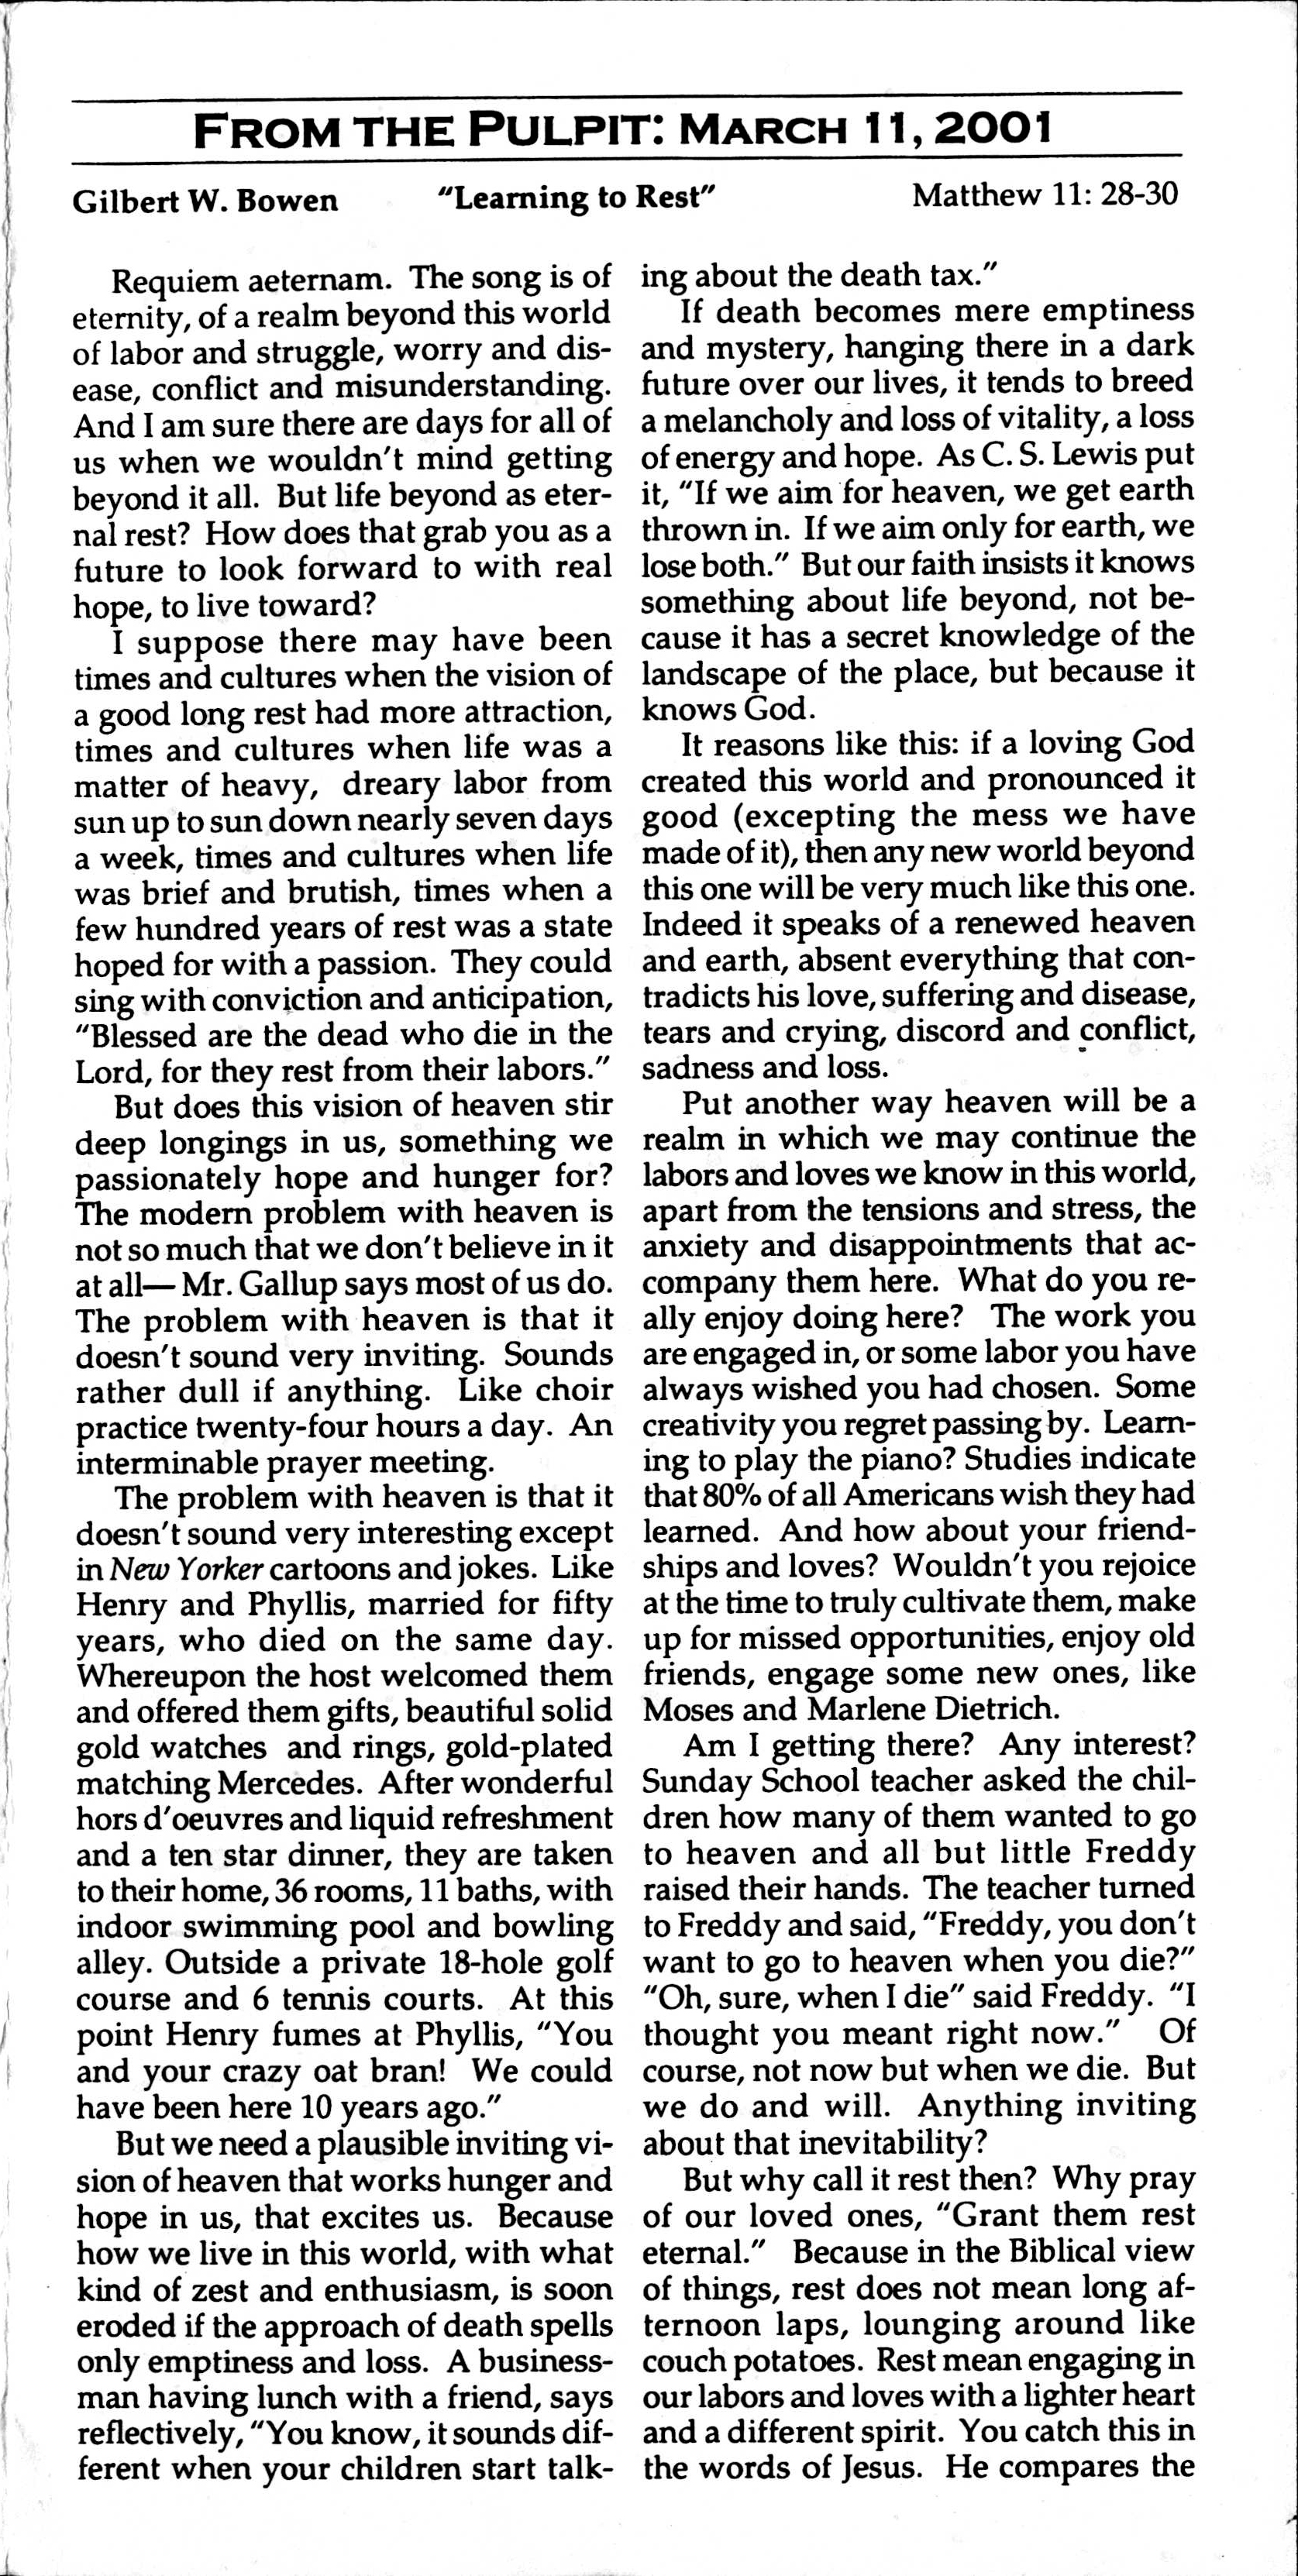 FROM THE PULPIT: MARCH 11, 2001
Gilbert W. Bowen "Learning to Rest" Matthew 11: 28-30
Requiem aeternam. The song is of
eternity, of a realm beyond this world
of labor and struggle, worry and dis-
ease, conflict and misunderstanding.
And I am sure there are days for all of
us when we wouldn't mind getting
beyond it all. But life beyond as eter-
nal rest? How does that grab you as a
future to look forward to with real
hope, to live toward?
I suppose there may have been
times and cultures when the vision of
a good long rest had more attraction,
times and cultures when life was a
matter of heavy, dreary labor from
sun up to sun down nearly seven days
a week, times and cultures when life
was brief and brutish, times when a
few hundred years of rest was a state
hoped for with a passion. They could
sing with conviction and anticipation,
"Blessed are the dead who die in the
Lord, for they rest from their labors."
But does this vision of heaven stir
deep longings in us, something we
passionately hope and hunger for?
The modern problem with heaven is
not so much that we don't believe in it
at all— Mr. Gallup says most of us do.
The problem with heaven is that it
doesn't sound very inviting. Sounds
rather dull if anything. Like choir
practice twenty-four hours a day. An
interminable prayer meeting.
The problem with heaven is that it
doesn't sound very interesting except
in New Yorker cartoons and jokes. Like
Henry and Phyllis, married for fifty
years, who died on the same day.
Whereupon the host welcomed them
and offered them gifts, beautiful solid
gold watches and rings, gold-plated
matching Mercedes. After wonderful
hors d'oeuvres and liquid refreshment
and a ten star dinner, they are taken
to their home, 36 rooms, 11 baths, with
indoor swimming pool and bowling
alley. Outside a private 18-hole golf
course and 6 tennis courts. At this
point Henry fumes at Phyllis, "You
and your crazy oat bran! We could
have been here 10 years ago."
But we need a plausible inviting vi-
sion of heaven that works hunger and
hope in us, that excites us. Because
how we live in this world, with what
kind of zest and enthusiasm, is soon
eroded if the approach of death spells
only emptiness and loss. A business-
man having lunch with a friend, says
reflectively, "You know, it sounds dif-
ferent when your children start talk-
ing about the death tax."
If death becomes mere emptiness
and mystery, hanging there in a dark
future over our lives, it tends to breed
a melancholy and loss of vitality, a loss
of energy and hope. As C. S. Lewis put
it, "If we aim for heaven, we get earth
thrown in. If we aim only for earth, we
lose both." But our faith insists it knows
something about life beyond, not be-
cause it has a secret knowledge of the
landscape of the place, but because it
knows God.
It reasons like this: if a loving God
created this world and pronounced it
good (excepting the mess we have
made of it), then any new world beyond
this one will be very much like this one.
Indeed it speaks of a renewed heaven
and earth, absent everything that con-
tradicts his love, suffering and disease,
tears and crying, discord and conflict,
sadness and loss.
Put another way heaven will be a
realm in which we may continue the
labors and loves we know in this world,
apart from the tensions and stress, the
anxiety and disappointments that ac-
company them here. What do you re-
ally enjoy doing here? The work you
are engaged in, or some labor you have
always wished you had chosen. Some
creativity you regret passing by. Learn-
ing to play the piano? Studies indicate
that 80% of all Americans wish they had
learned. And how about your friend-
ships and loves? Wouldn't you rejoice
at the time to truly cultivate them, make
up for missed opportunities, enjoy old
friends, engage some new ones, like
Moses and Marlene Dietrich.
Am I getting there? Any interest?
Sunday School teacher asked the chil-
dren how many of them wanted to go
to heaven and all but little Freddy
raised their hands. The teacher turned
to Freddy and said, "Freddy, you don't
want to go to heaven when you die?"
"Oh, sure, when I die" said Freddy. "I
thought you meant right now." Of
course, not now but when we die. But
we do and will. Anything inviting
about that inevitability?
But why call it rest then? Why pray
of our loved ones, "Grant them rest
eternal." Because in the Biblical view
of things, rest does not mean long af-
ternoon laps, lounging around like
couch potatoes. Rest mean engaging in
our labors and loves with a lighter heart
and a different spirit. You catch this in
the words of Jesus. He compares the